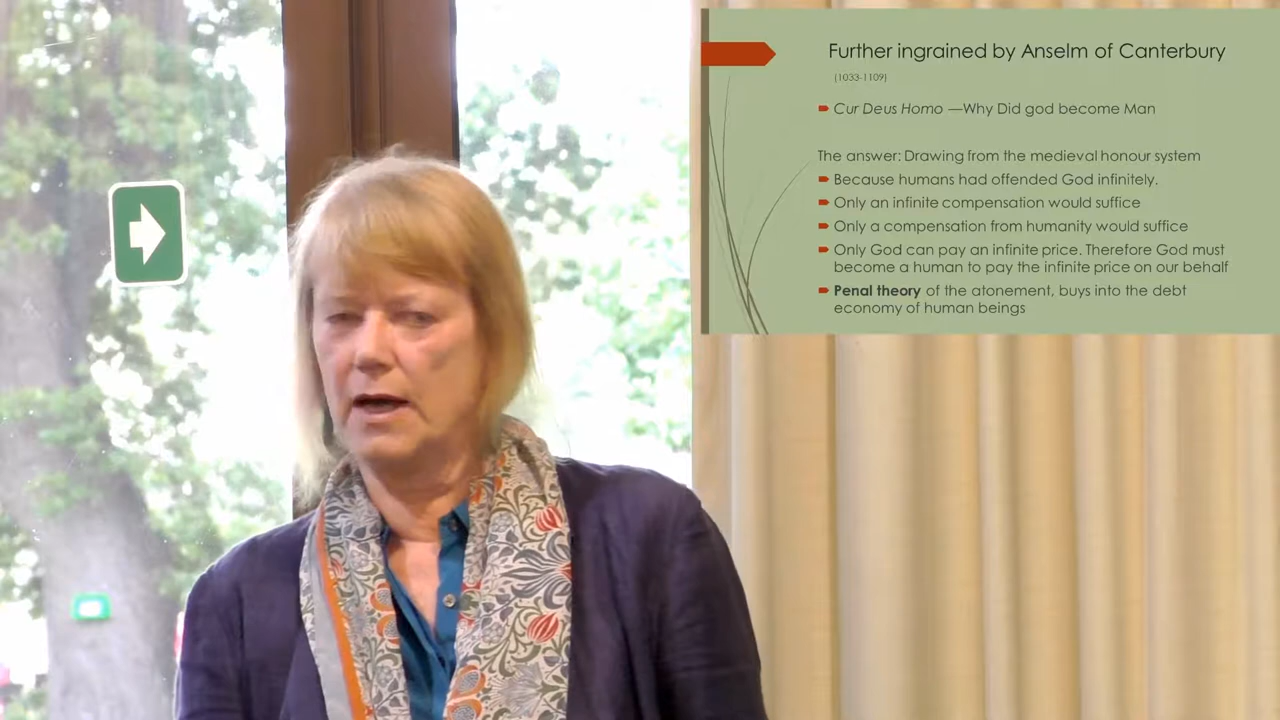 Further ingrained by Anselm of Canterbury
(1033-1109)
Cur Deus Homo —Why Did god become Man
The answer: Drawing from the medieval honour system
Because humans had offended God infinitely.
Only an infinite compensation would suffice
Only a compensation from humanity would suffice
Only God can pay an infinite price. Therefore God must
become a human to pay the infinite price on our behalf
Penal theory of the atonement, buys into the debt
economy of human beings